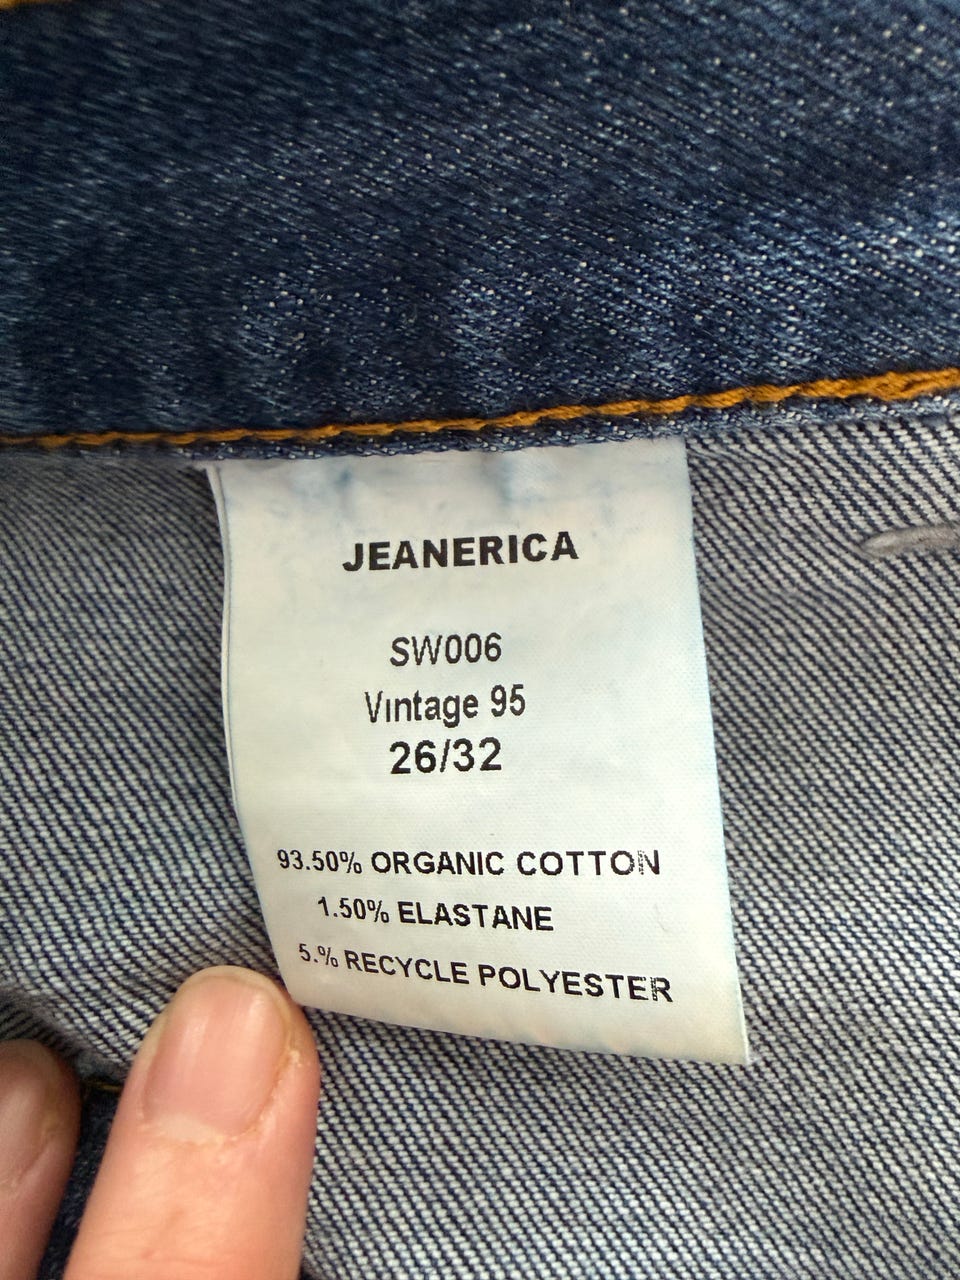 JEANERICA
SW006
Vintage 95
26/32
93.50% ORGANIC COTTON
1.50% ELASTANE
5.% RECYCLE POLYESTER